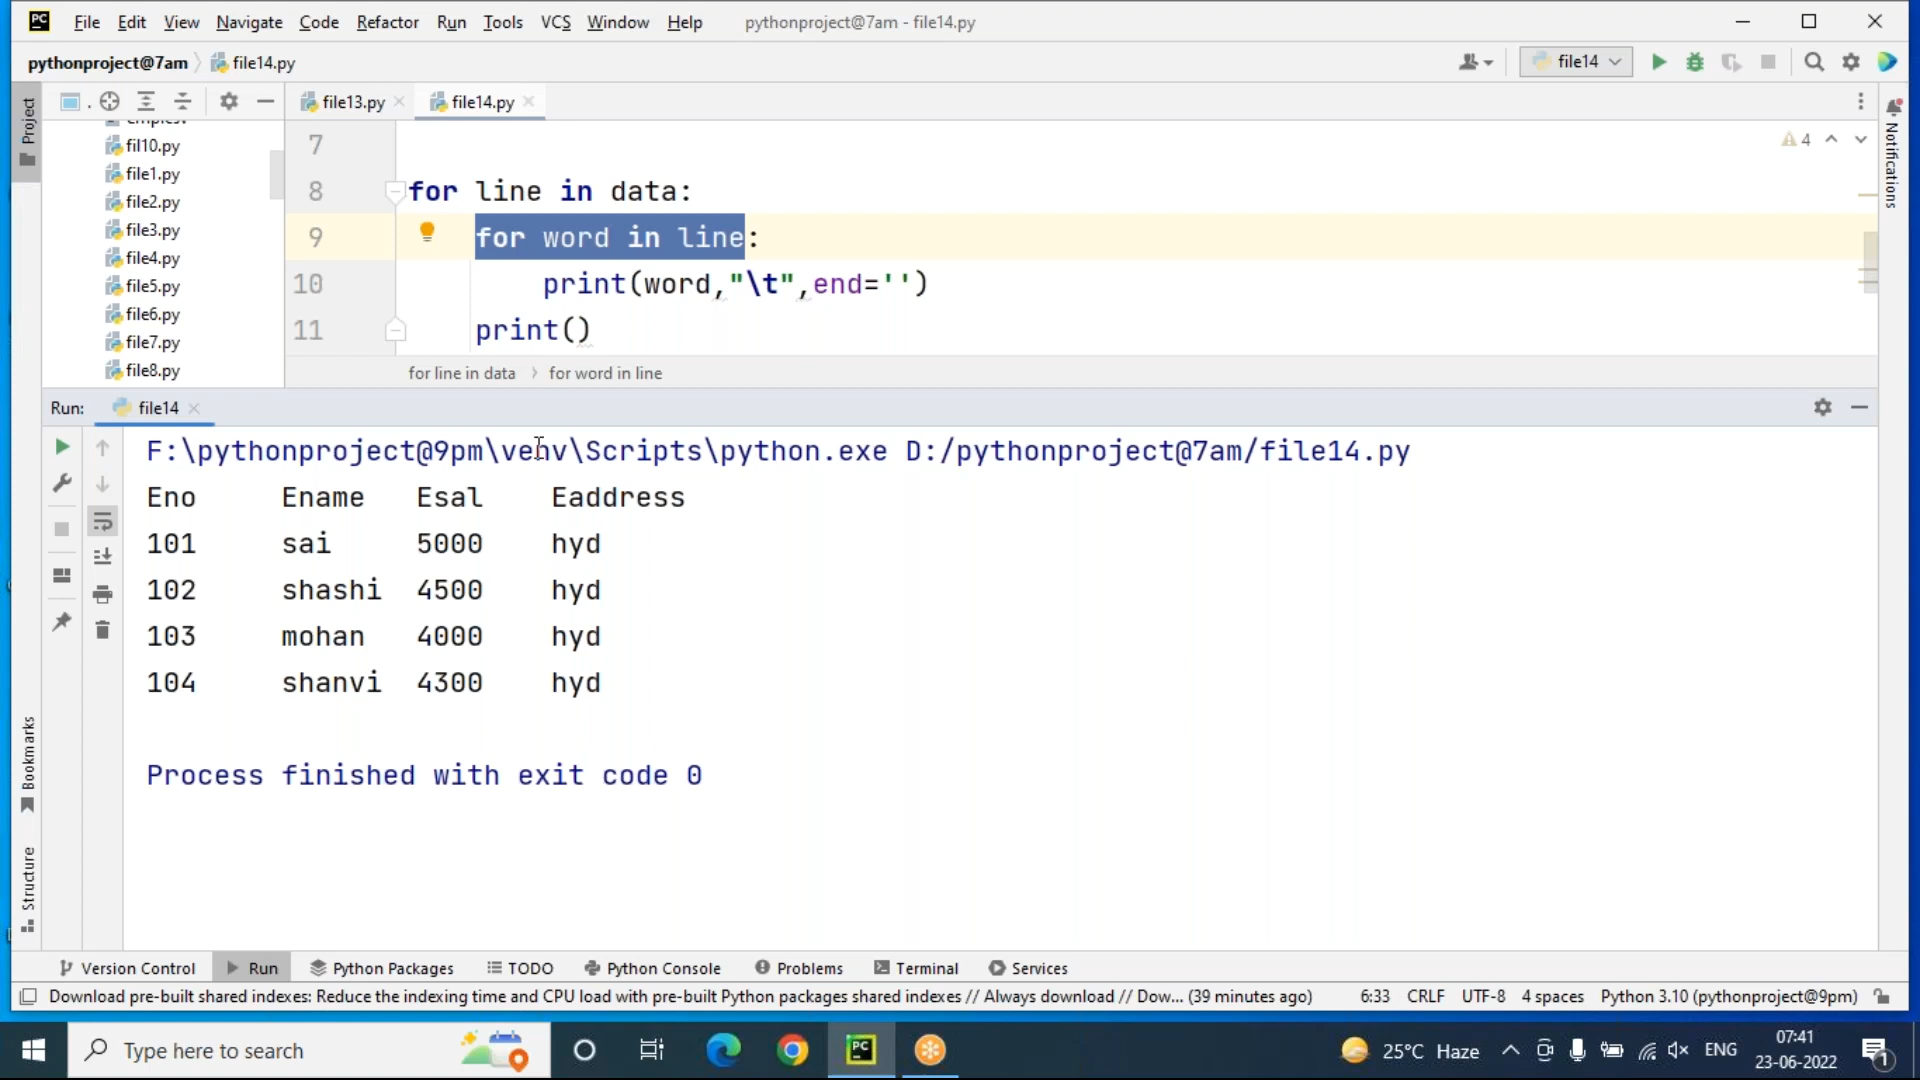 PC File Edit View Navigate Code Refactor Run Tools VCS Window Help pythonproject@7am - file14.py
pythonproject@7am file14.py file14
Project
file13.py file14.py
Notifications
fil10.py
file1.py
file2.py
file3.py
file4.py
file5.py
file6.py
file7.py
file8.py
7
8 for line in data:
9 for word in line:
10 print(word,"\t",end='')
11 print()
4
for line in data for word in line
Run: file14
F:\pythonproject@9pm\venv\Scripts\python.exe D:/pythonproject@7am/file14.py
Eno Ename Esal Eaddress
101 sai 5000 hyd
102 shashi 4500 hyd
103 mohan 4000 hyd
104 shanvi 4300 hyd
Process finished with exit code 0
Bookmarks
Structure
Version Control Run Python Packages TODO Python Console Problems Terminal Services
Download pre-built shared indexes: Reduce the indexing time and CPU load with pre-built Python packages shared indexes // Always download // Dow... (39 minutes ago) 6:33 CRLF UTF-8 4 spaces Python 3.10 (pythonproject@9pm)
Type here to search PC 25°C Haze ENG 07:41
23-06-2022 1